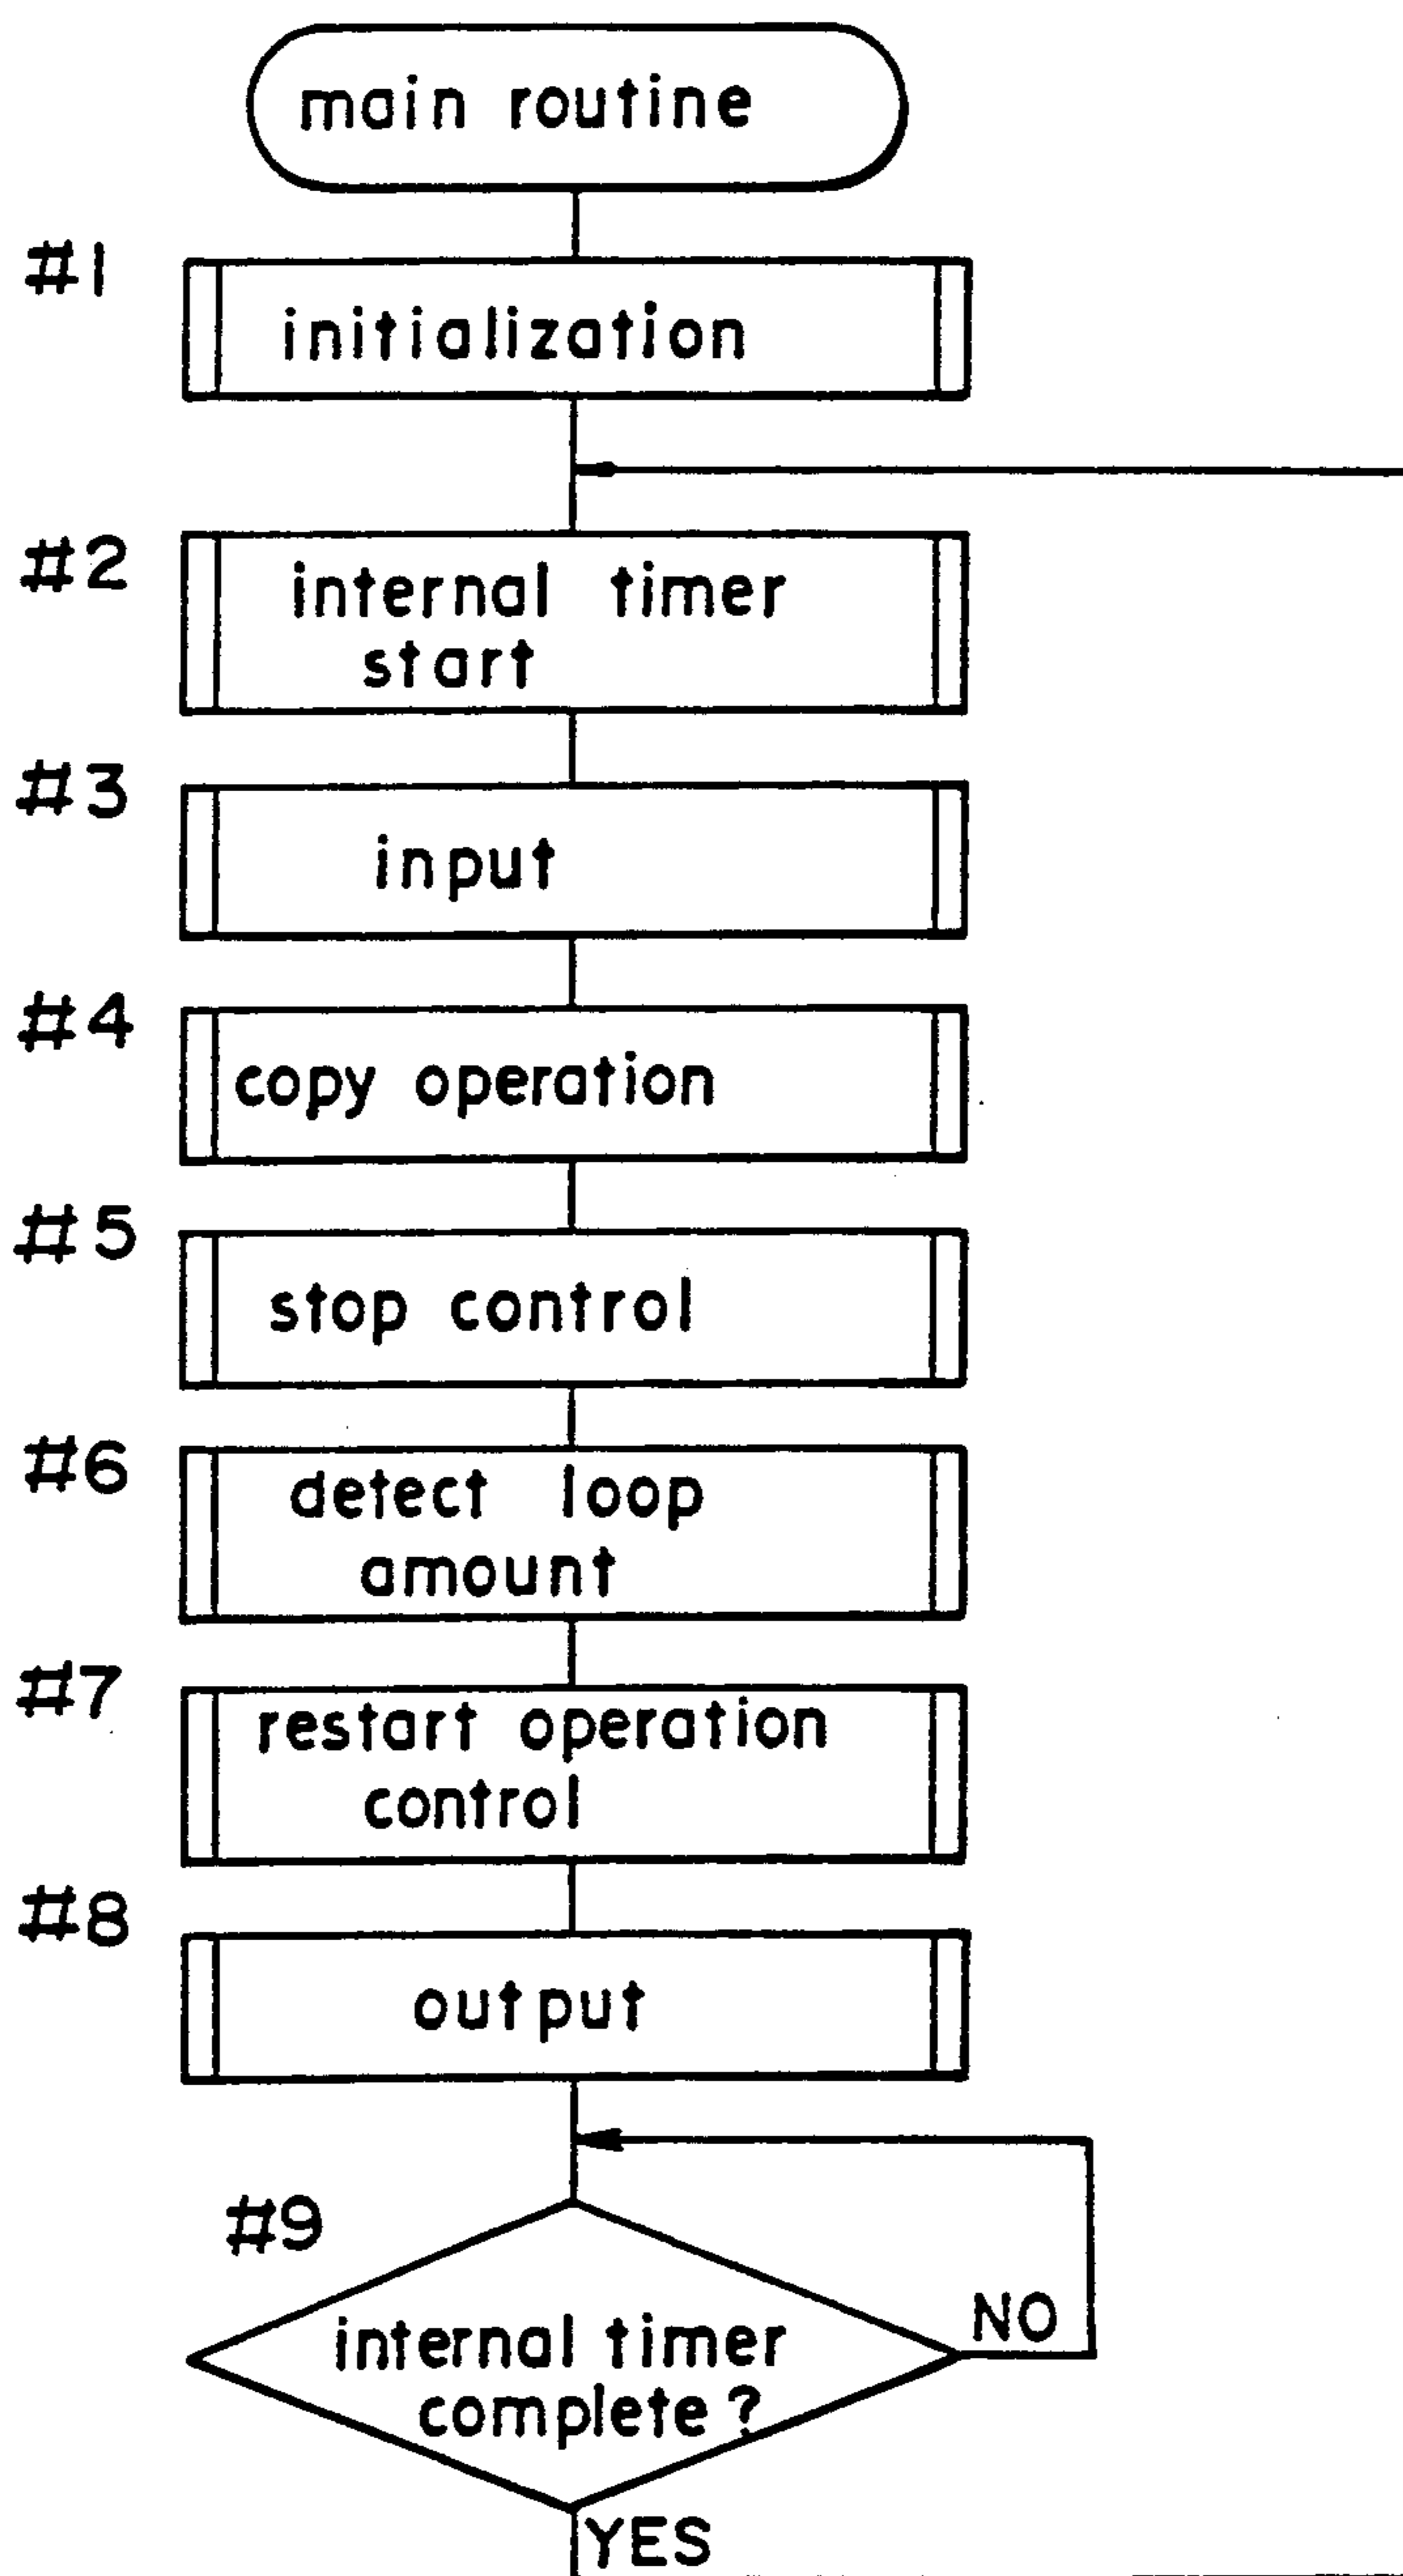 main routine
#1
initialization
#2
internal timer
start
#3
input
#4
copy operation
#5
stop control
#6
detect loop
amount
#7
restart operation
control
#8
output
#9
internal timer
complete?
NO
YES